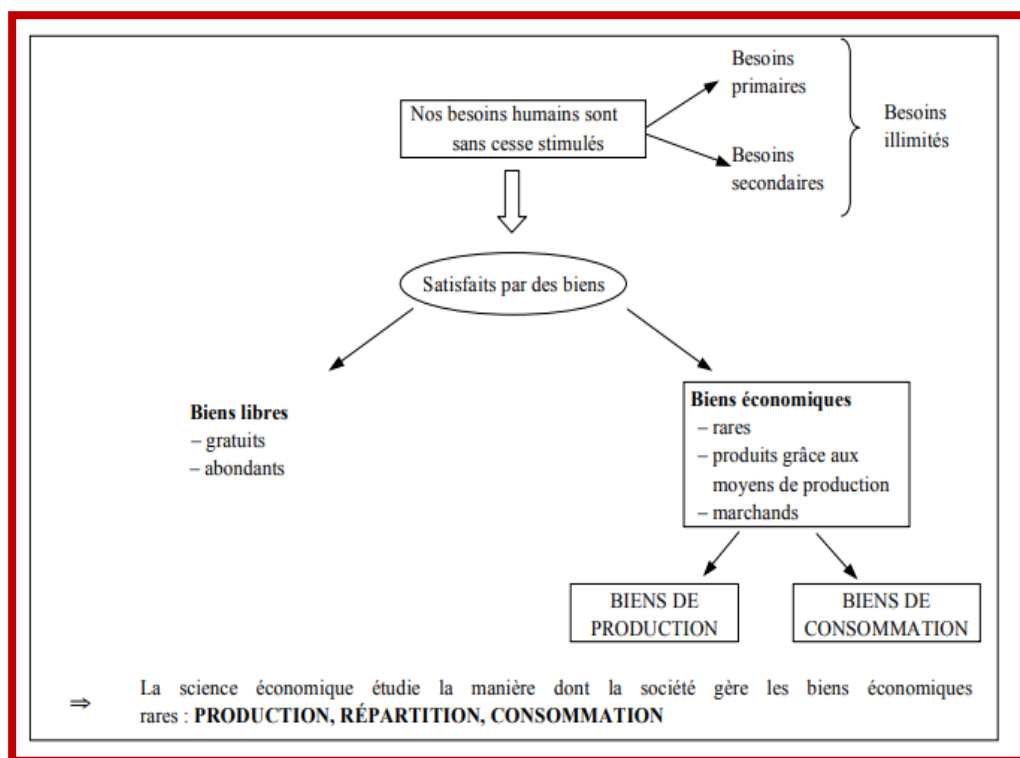 Besoins
primaires
Nos besoins humains sont
sans cesse stimulés
Besoins
illimités
Besoins
secondaires
Satisfaits par des biens
Biens libres
– gratuits
– abondants
Biens économiques
– rares
– produits grâce aux
moyens de production
– marchands
BIENS DE
PRODUCTION
BIENS DE
CONSOMMATION
⇒ La science économique étudie la manière dont la société gère les biens économiques
rares : PRODUCTION, RÉPARTITION, CONSOMMATION